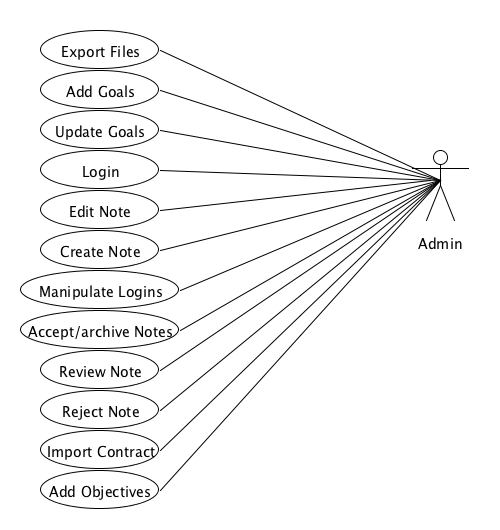 Export Files
Add Goals
Update Goals
Login
Edit Note
Create Note
Manipulate Logins
Accept/archive Notes
Review Note
Reject Note
Import Contract
Add Objectives
Admin